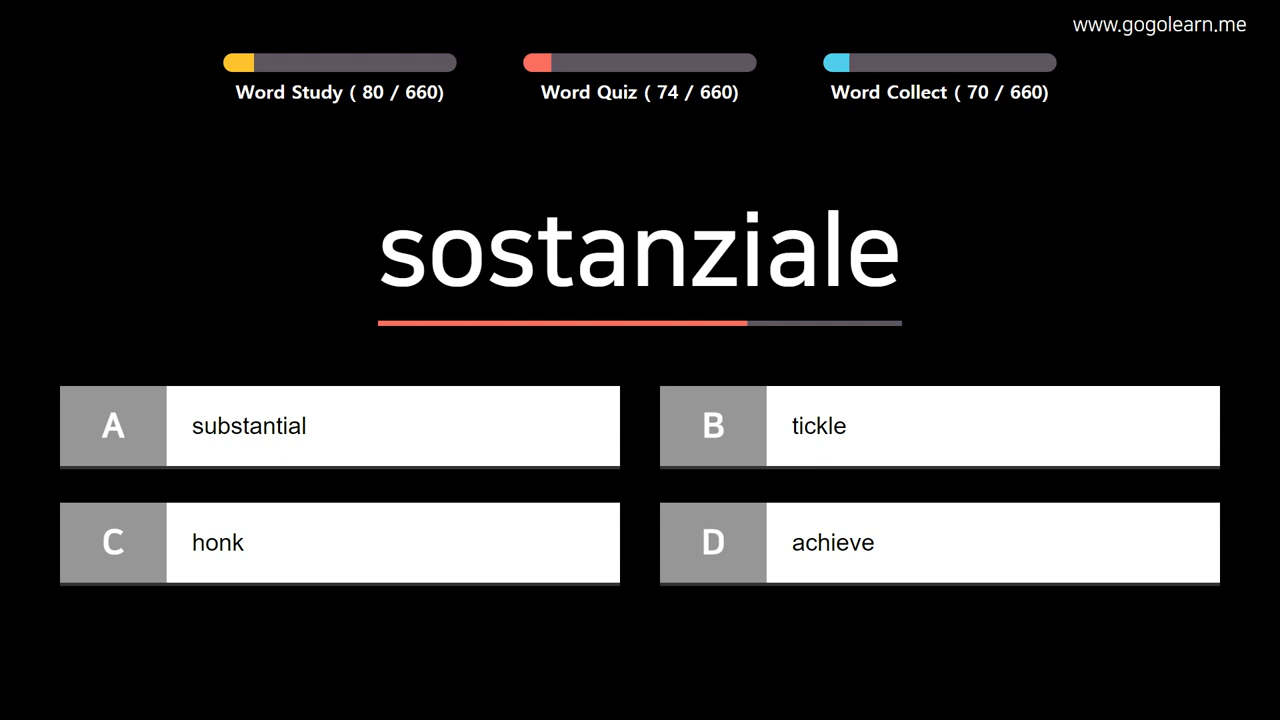 www.gogolearn.me
Word Study ( 80 / 660)
Word Quiz ( 74 / 660)
Word Collect ( 70 / 660)
sostanziale
A substantial
B tickle
C honk
D achieve